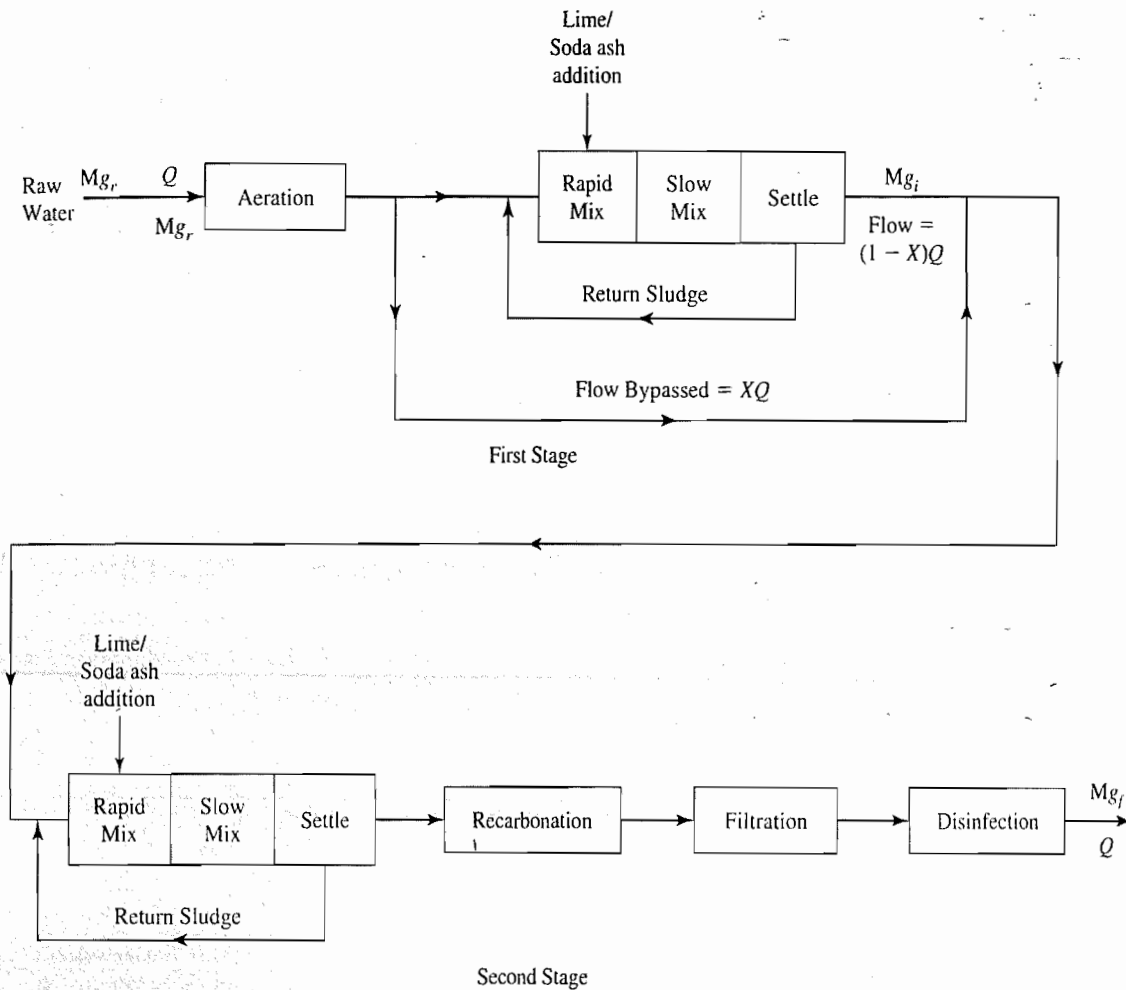 Lime/
Soda ash
addition
Raw
Water
Mg_r
Q
Mg_r
Aeration
Rapid
Mix
Slow
Mix
Settle
Mg_i
Flow =
(1 − X)Q
Return Sludge
Flow Bypassed = XQ
First Stage
Lime/
Soda ash
addition
Rapid
Mix
Slow
Mix
Settle
Recarbonation
Filtration
Disinfection
Mg_f
Q
Return Sludge
Second Stage